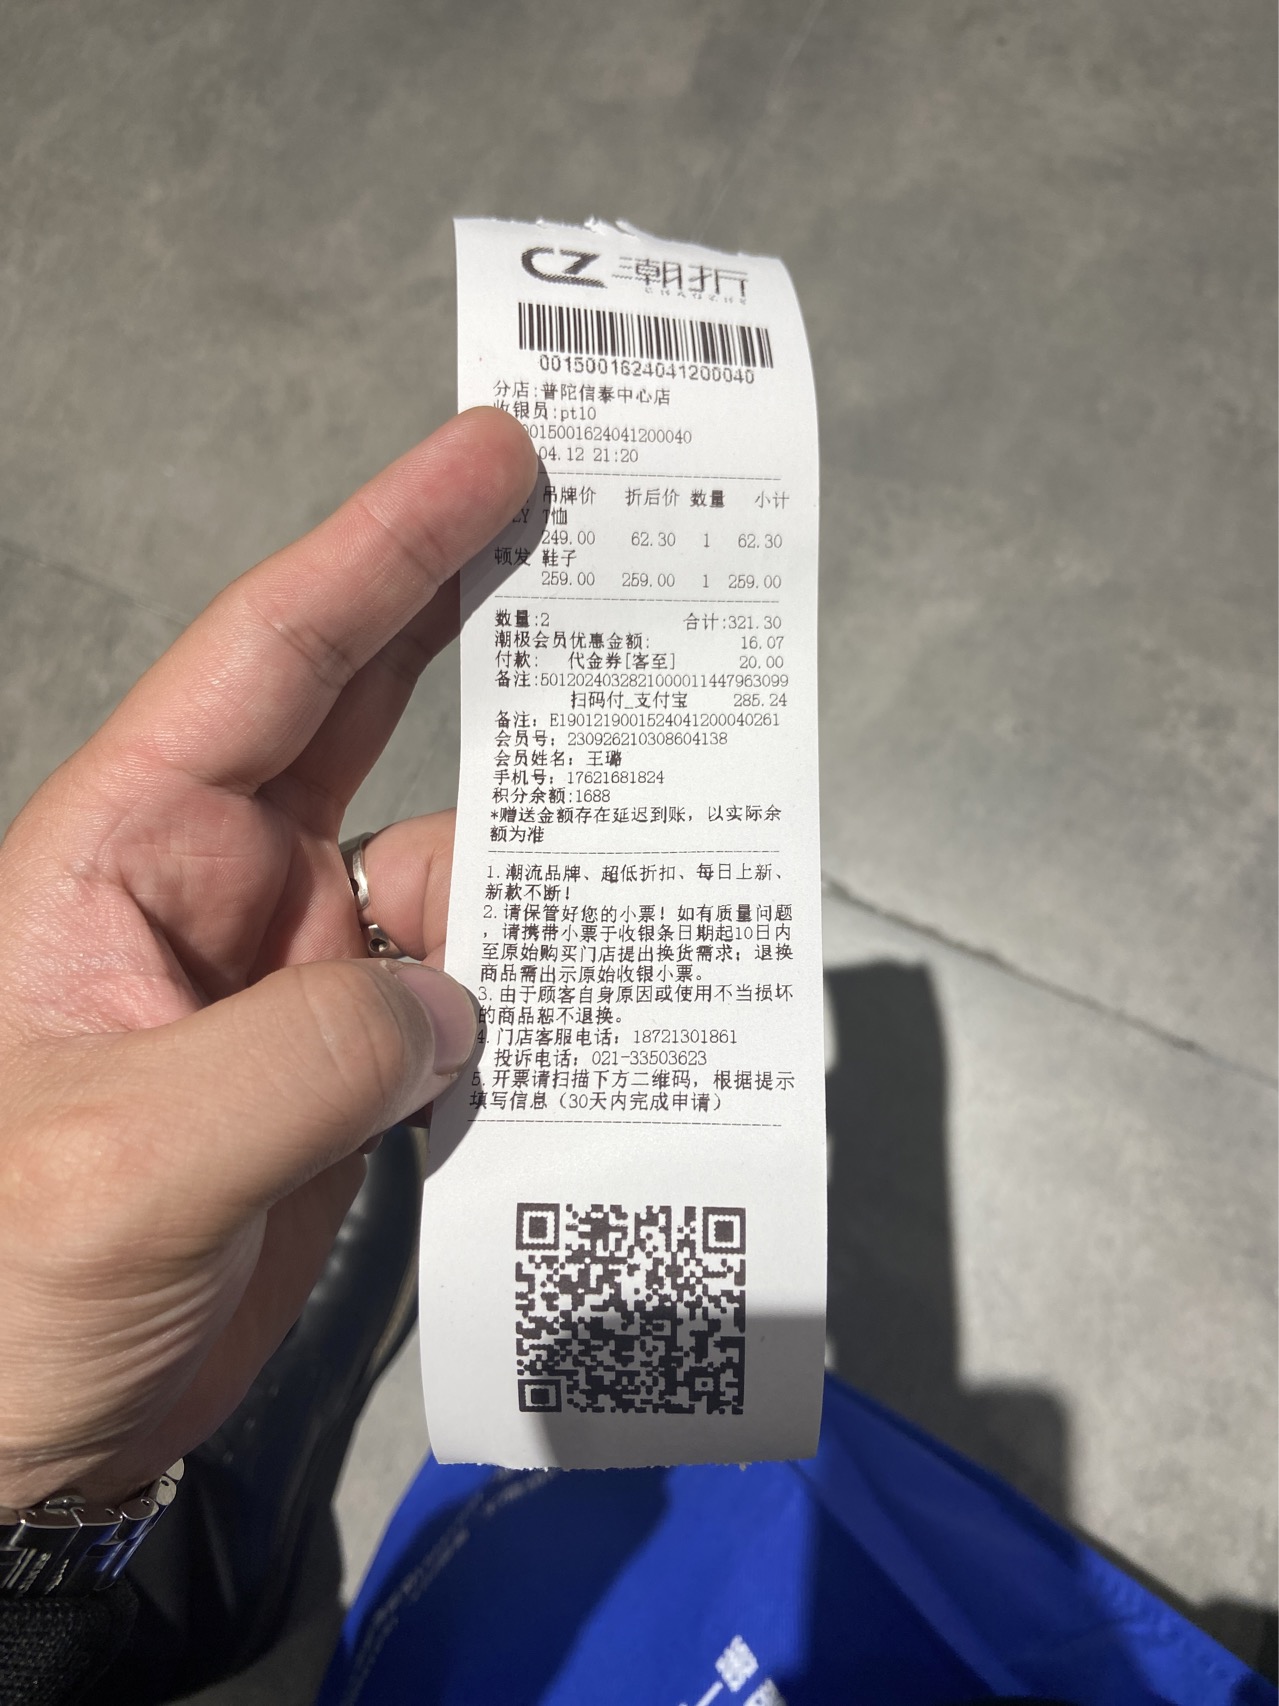 CZ 潮折
CHAOZHE
0015001624041200040
分店:普陀信泰中心店
收银员:pt10
0015001624041200040
04.12 21:20
吊牌价 折后价 数量 小计
LY T恤
249.00 62.30 1 62.30
顿发 鞋子
259.00 259.00 1 259.00
数量:2 合计:321.30
潮极会员优惠金额: 16.07
付款: 代金券[客至] 20.00
备注:5012024032821000011447963099
扫码付_支付宝 285.24
备注: E19012190015240412000402​61
会员号: 230926210308604138
会员姓名: 王璐
手机号: 17621681824
积分余额:1688
*赠送金额存在延迟到账, 以实际余
额为准
1.潮流品牌、超低折扣、每日上新、
新款不断!
2.请保管好您的小票!如有质量问题
,请携带小票于收银条日期起10日内
至原始购买门店提出换货需求;退换
商品需出示原始收银小票。
3.由于顾客自身原因或使用不当损坏
的商品恕不退换。
4.门店客服电话: 18721301861
投诉电话: 021-33503623
5.开票请扫描下方二维码,根据提示
填写信息(30天内完成申请)